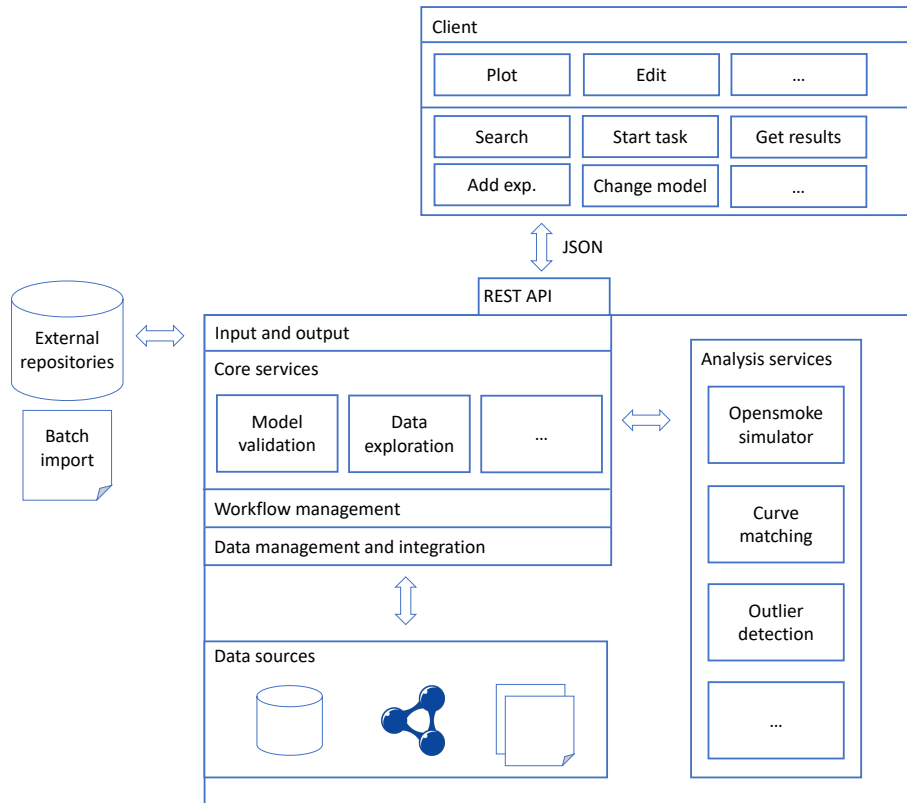 Client
Plot
Edit
...
Search
Start task
Get results
Add exp.
Change model
...
JSON
REST API
External
repositories
Batch
import
Input and output
Core services
Model
validation
Data
exploration
...
Workflow management
Data management and integration
Data sources
Analysis services
Opensmoke
simulator
Curve
matching
Outlier
detection
...